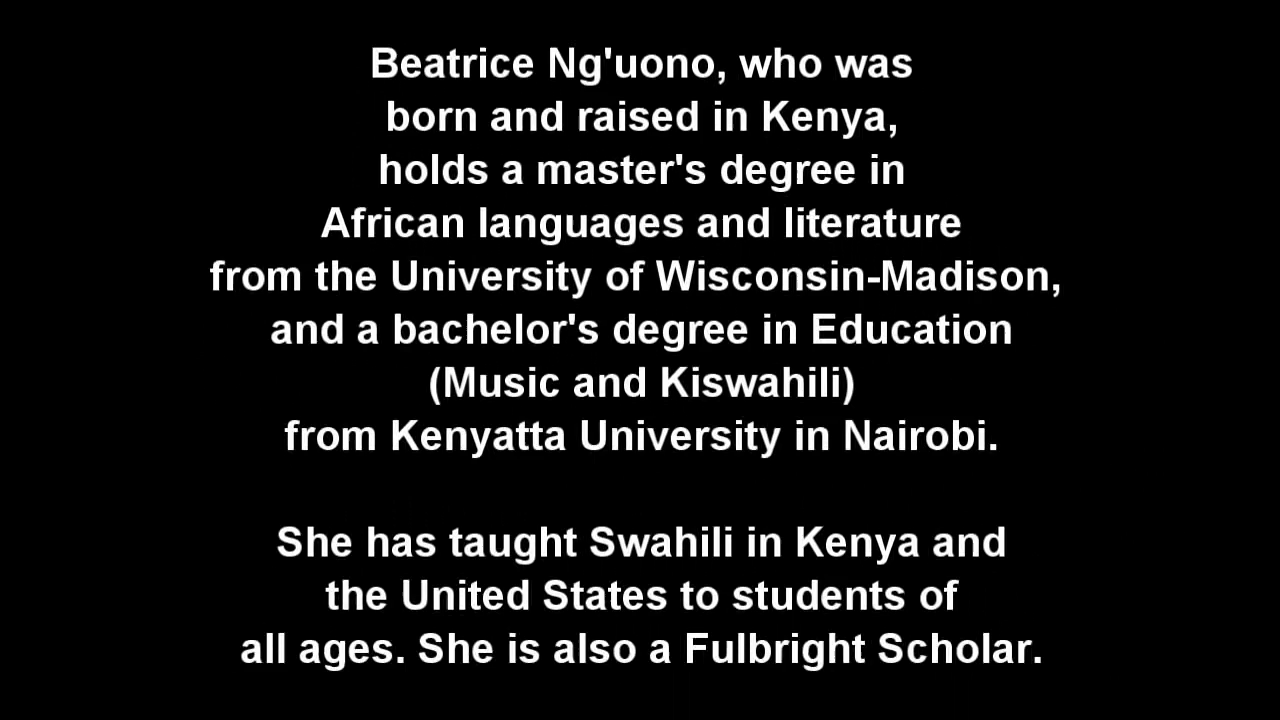 Beatrice Ng'uono, who was
born and raised in Kenya,
holds a master's degree in
African languages and literature
from the University of Wisconsin-Madison,
and a bachelor's degree in Education
(Music and Kiswahili)
from Kenyatta University in Nairobi.
She has taught Swahili in Kenya and
the United States to students of
all ages. She is also a Fulbright Scholar.